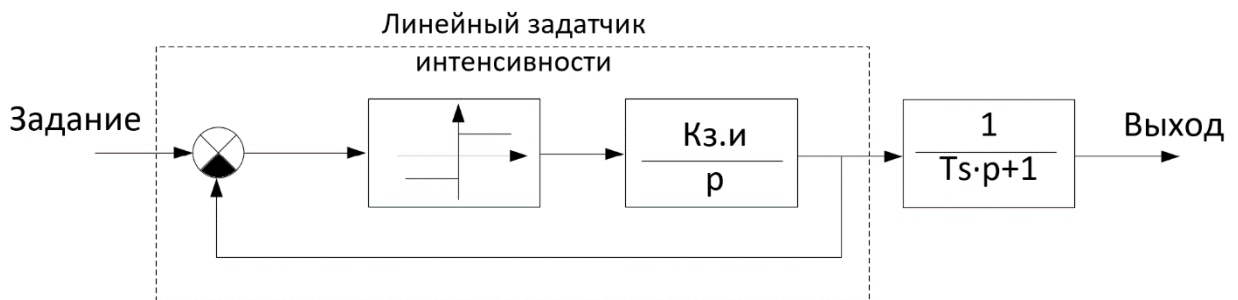 Линейный задатчик
интенсивности
Задание
Кз.и
р
1
Ts·p+1
Выход